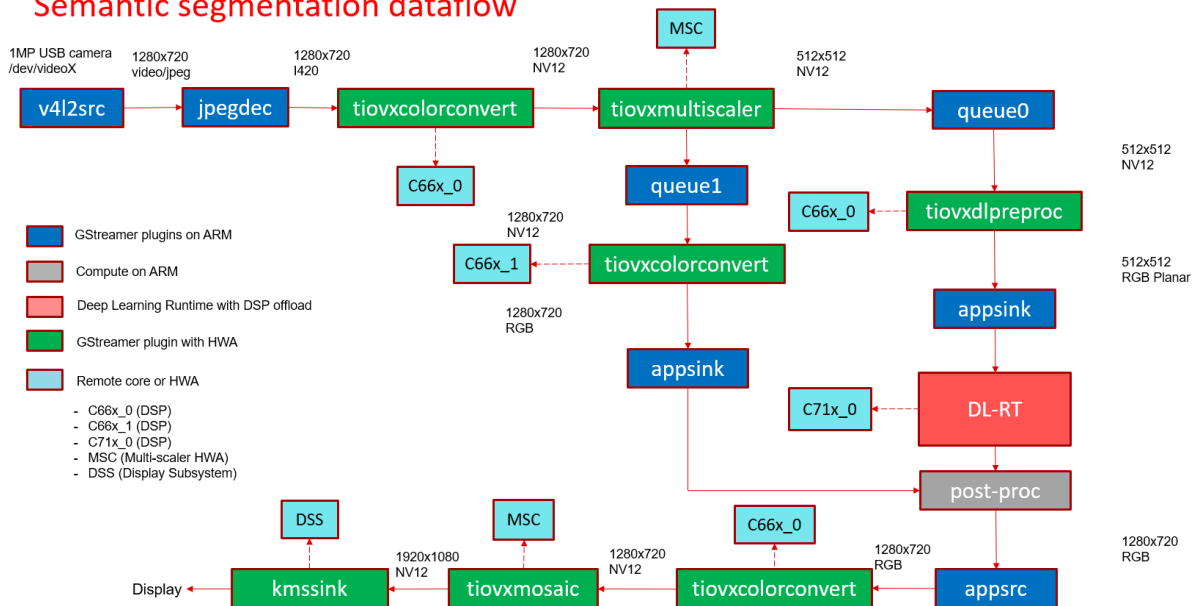 Semantic segmentation dataflow
1MP USB camera
/dev/videoX
1280x720
video/jpeg
1280x720
I420
1280x720
NV12
MSC
512x512
NV12
v4l2src
jpegdec
tiovxcolorconvert
tiovxmultiscaler
queue0
C66x_0
queue1
512x512
NV12
C66x_0
tiovxdlpreproc
1280x720
NV12
C66x_1
tiovxcolorconvert
512x512
RGB Planar
1280x720
RGB
appsink
appsink
GStreamer plugins on ARM
Compute on ARM
Deep Learning Runtime with DSP offload
GStreamer plugin with HWA
Remote core or HWA
- C66x_0 (DSP)
- C66x_1 (DSP)
- C71x_0 (DSP)
- MSC (Multi-scaler HWA)
- DSS (Display Subsystem)
C71x_0
DL-RT
post-proc
DSS
MSC
C66x_0
1280x720
RGB
1920x1080
NV12
1280x720
NV12
1280x720
RGB
Display
kmssink
tiovxmosaic
tiovxcolorconvert
appsrc